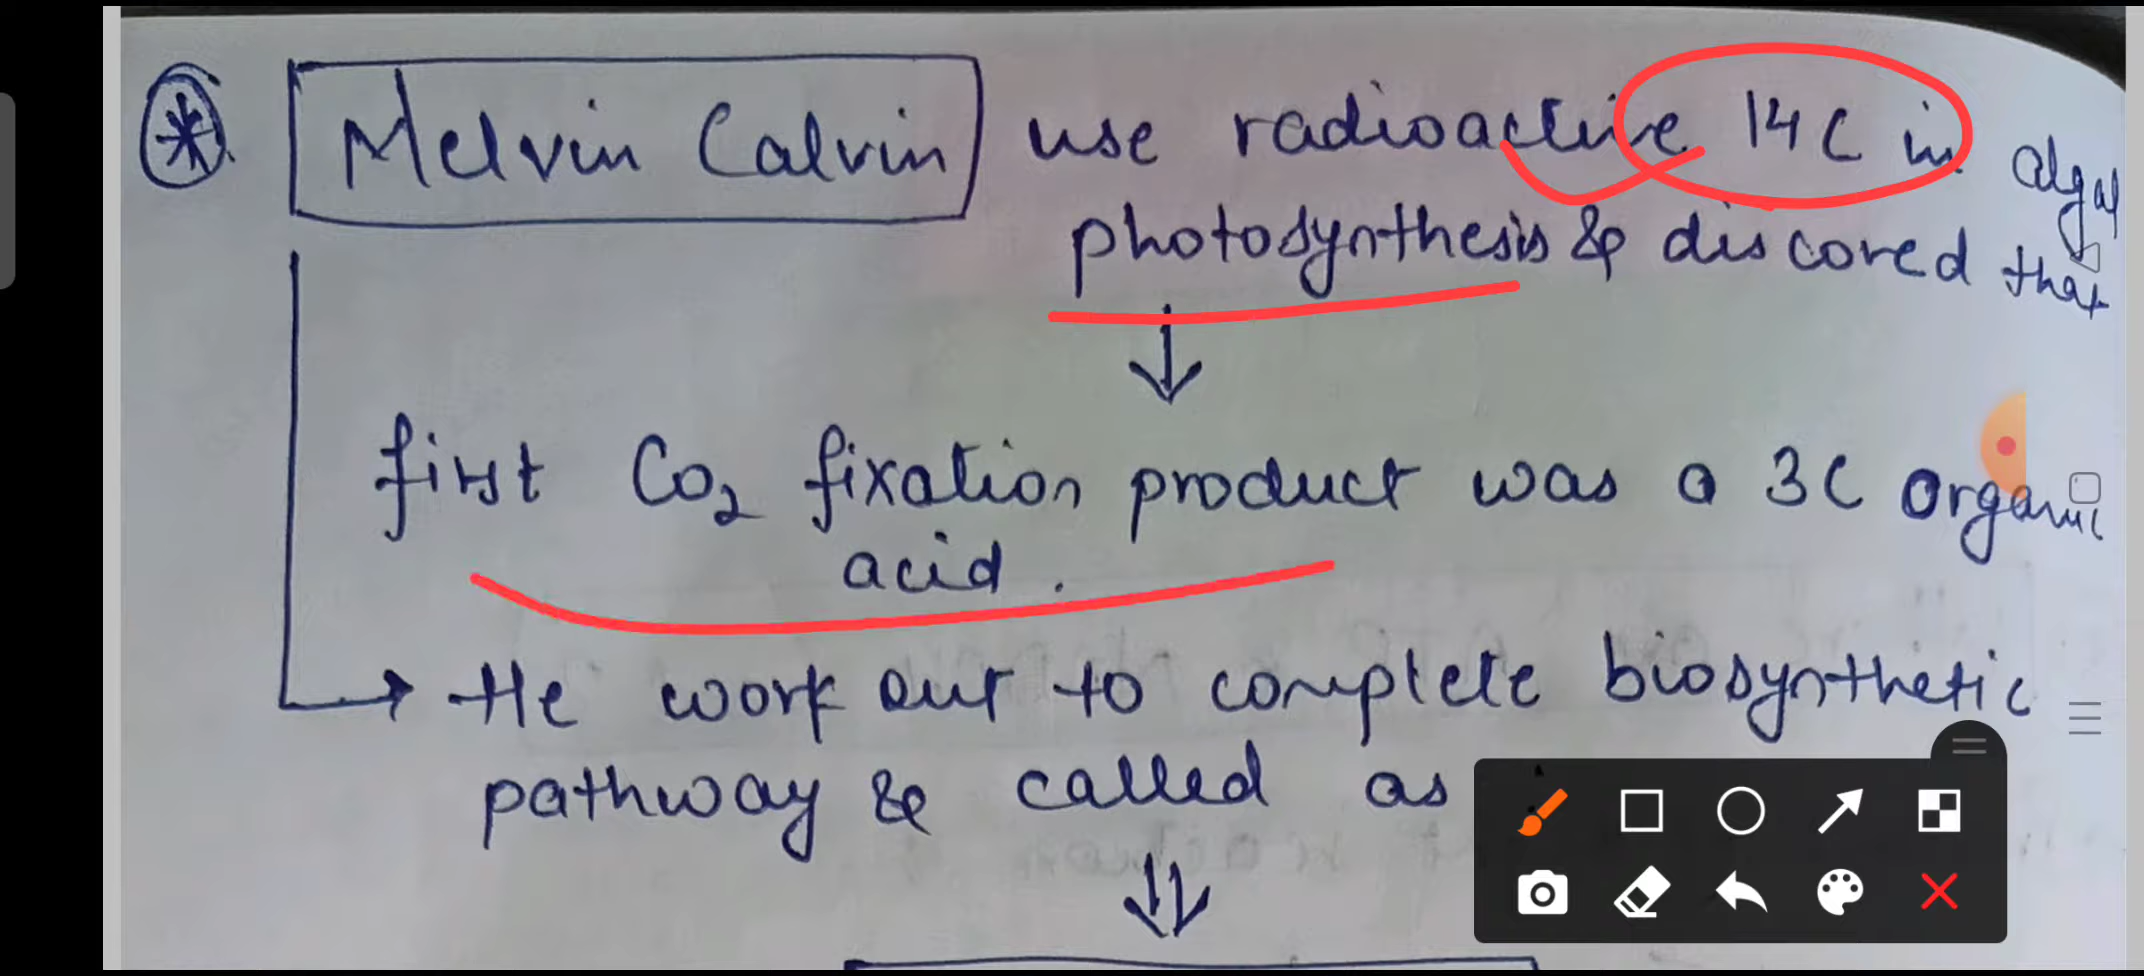 Melvin Calvin use radioactive 14C in algal
photosynthesis & discored that
first CO2 fixation product was a 3C organic
acid.
He work out to complete biosynthetic
pathway & called as